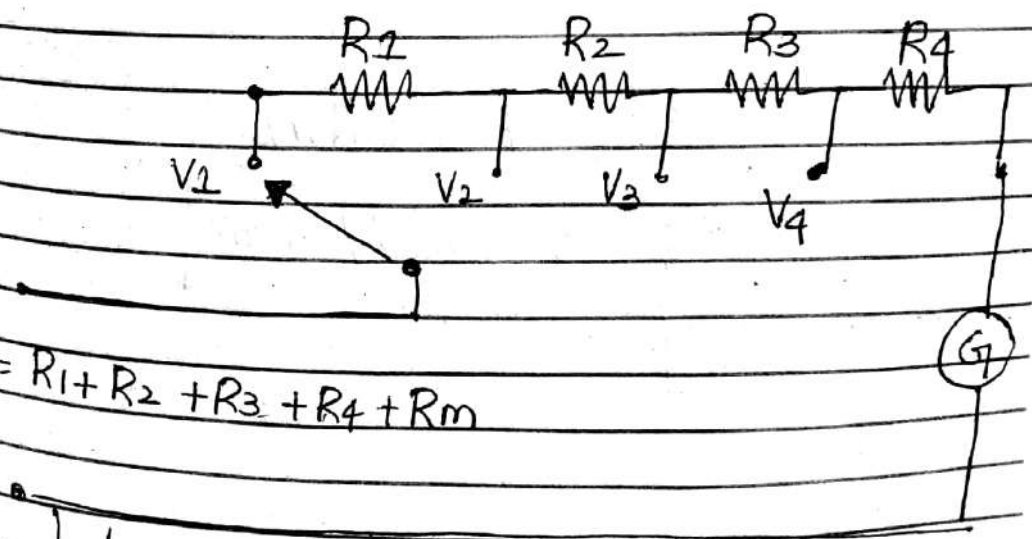 R1 R2 R3 R4
V1 V2 V3 V4
G
= R1 + R2 + R3 + R4 + Rm